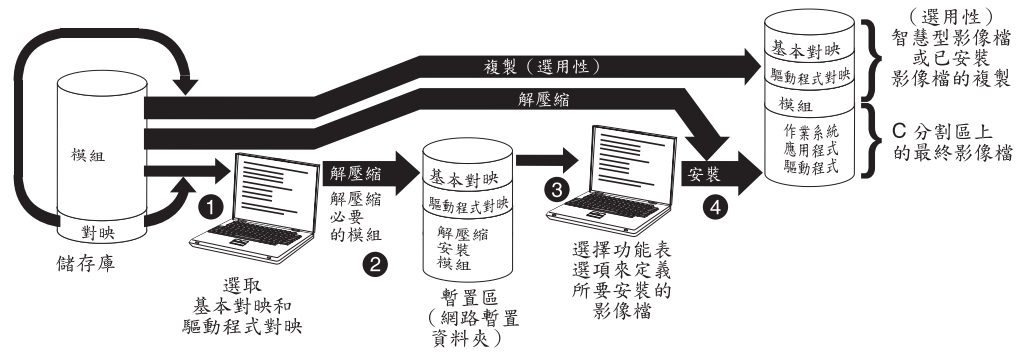 模組
對映
儲存庫
複製（選用性）
解壓縮
1
選取
基本對映和
驅動程式對映
解壓縮
解壓縮
必要
的模組
2
基本對映
驅動程式對映
解壓縮
安裝
模組
暫置區
（網路暫置
資料夾）
3
選擇功能表
選項來定義
所要安裝的
影像檔
安裝
4
基本對映
驅動程式對映
模組
作業系統
應用程式
驅動程式
（選用性）
智慧型影像檔
或已安裝
影像檔的複製
C 分割區上
的最終影像檔